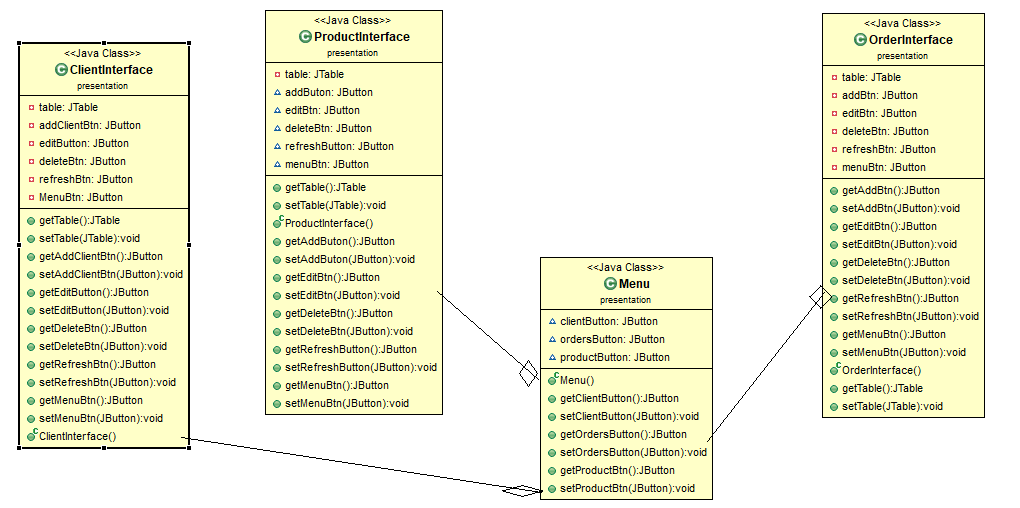 <<Java Class>>
ClientInterface
presentation
table: JTable
addClientBtn: JButton
editButton: JButton
deleteBtn: JButton
refreshBtn: JButton
MenuBtn: JButton
getTable():JTable
setTable(JTable):void
getAddClientBtn():JButton
setAddClientBtn(JButton):void
getEditButton():JButton
setEditButton(JButton):void
getDeleteBtn():JButton
setDeleteBtn(JButton):void
getRefreshBtn():JButton
setRefreshBtn(JButton):void
getMenuBtn():JButton
setMenuBtn(JButton):void
ClientInterface()
<<Java Class>>
ProductInterface
presentation
table: JTable
addButon: JButton
editBtn: JButton
deleteBtn: JButton
refreshButton: JButton
menuBtn: JButton
getTable():JTable
setTable(JTable):void
ProductInterface()
getAddButon():JButton
setAddButon(JButton):void
getEditBtn():JButton
setEditBtn(JButton):void
getDeleteBtn():JButton
setDeleteBtn(JButton):void
getRefreshButton():JButton
setRefreshButton(JButton):void
getMenuBtn():JButton
setMenuBtn(JButton):void
<<Java Class>>
Menu
presentation
clientButton: JButton
ordersButton: JButton
productButton: JButton
Menu()
getClientButton():JButton
setClientButton(JButton):void
getOrdersButton():JButton
setOrdersButton(JButton):void
getProductBtn():JButton
setProductBtn(JButton):void
<<Java Class>>
OrderInterface
presentation
table: JTable
addBtn: JButton
editBtn: JButton
deleteBtn: JButton
refreshBtn: JButton
menuBtn: JButton
getAddBtn():JButton
setAddBtn(JButton):void
getEditBtn():JButton
setEditBtn(JButton):void
getDeleteBtn():JButton
setDeleteBtn(JButton):void
getRefreshBtn():JButton
setRefreshBtn(JButton):void
getMenuBtn():JButton
setMenuBtn(JButton):void
OrderInterface()
getTable():JTable
setTable(JTable):void